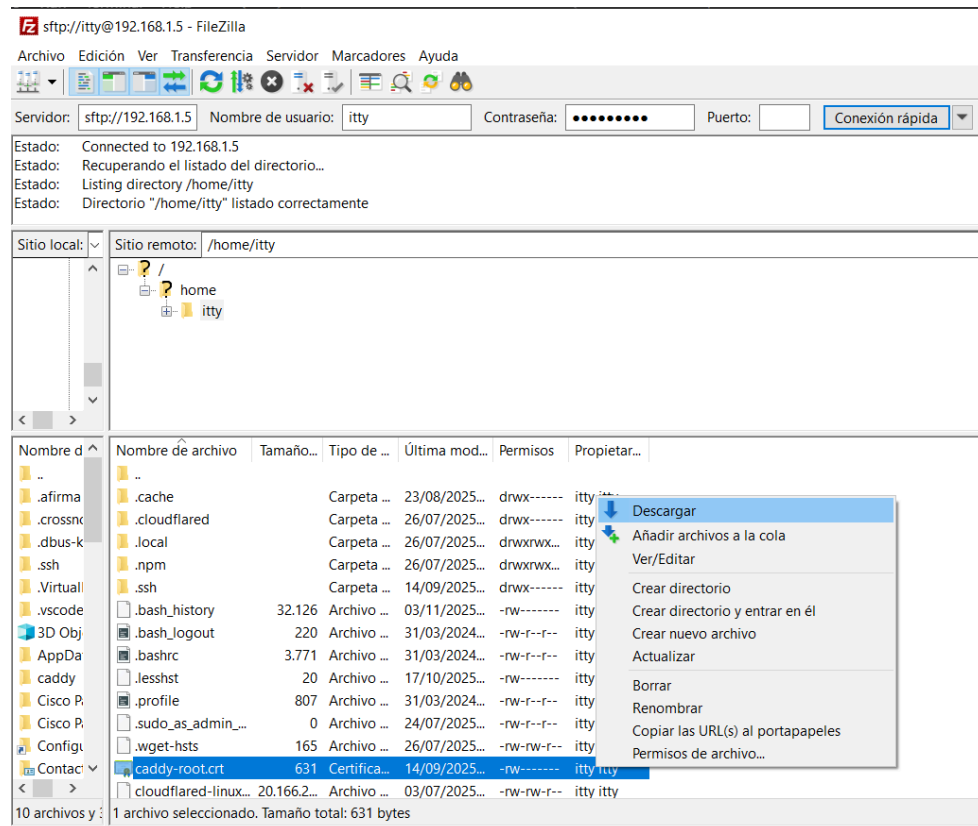 sftp://itty@192.168.1.5 - FileZilla
Archivo Edición Ver Transferencia Servidor Marcadores Ayuda
Servidor: sftp://192.168.1.5 Nombre de usuario: itty Contraseña: ●●●●●●●●● Puerto: Conexión rápida
Estado: Connected to 192.168.1.5
Estado: Recuperando el listado del directorio...
Estado: Listing directory /home/itty
Estado: Directorio "/home/itty" listado correctamente
Sitio local: Sitio remoto: /home/itty
/
home
itty
Nombre d Nombre de archivo Tamaño... Tipo de ... Última mod... Permisos Propietar...
.. ..
.afirma .cache Carpeta ... 23/08/2025... drwx------ itty itty
.crossno .cloudflared Carpeta ... 26/07/2025... drwx------ itty
.dbus-k .local Carpeta ... 26/07/2025... drwxrwx... itty
.ssh .npm Carpeta ... 26/07/2025... drwxrwx... itty
.Virtuall .ssh Carpeta ... 14/09/2025... drwx------ itty
.vscode .bash_history 32.126 Archivo ... 03/11/2025... -rw------- itty
3D Obj .bash_logout 220 Archivo ... 31/03/2024... -rw-r--r-- itty
AppDa .bashrc 3.771 Archivo ... 31/03/2024... -rw-r--r-- itty
caddy .lesshst 20 Archivo ... 17/10/2025... -rw------- itty
Cisco Pa .profile 807 Archivo ... 31/03/2024... -rw-r--r-- itty
Cisco Pa .sudo_as_admin_... 0 Archivo ... 24/07/2025... -rw-r--r-- itty
Configu .wget-hsts 165 Archivo ... 26/07/2025... -rw-rw-r-- itty
Contact caddy-root.crt 631 Certifica... 14/09/2025... -rw------- itty itty
cloudflared-linux... 20.166.2... Archivo ... 03/07/2025... -rw-rw-r-- itty itty
Descargar
Añadir archivos a la cola
Ver/Editar
Crear directorio
Crear directorio y entrar en él
Crear nuevo archivo
Actualizar
Borrar
Renombrar
Copiar las URL(s) al portapapeles
Permisos de archivo...
10 archivos y 1 archivo seleccionado. Tamaño total: 631 bytes